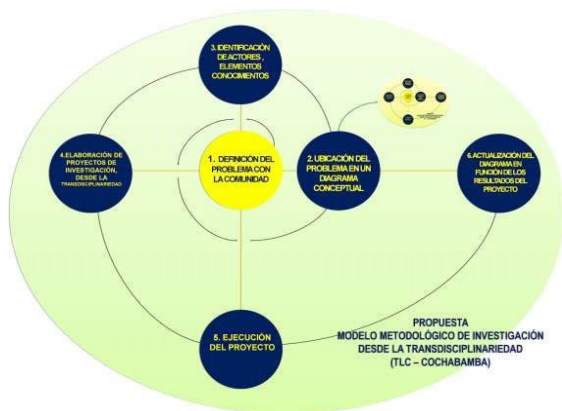 3. IDENTIFICACIÓN
DE ACTORES ,
ELEMENTOS
CONOCIMIENTOS
4.ELABORACIÓN DE
PROYECTOS DE
INVESTIGACIÓN,
DESDE LA
TRANSDISCIPLINARIEDAD
1. DEFINICIÓN DEL
PROBLEMA CON
LA COMUNIDAD
2. UBICACIÓN DEL
PROBLEMA EN UN
DIAGRAMA
CONCEPTUAL
6.ACTUALIZACIÓN DEL
DIAGRAMA EN
FUNCIÓN DE LOS
RESULTADOS DEL
PROYECTO
5. EJECUCIÓN
DEL PROYECTO
PROPUESTA
MODELO METODOLÓGICO DE INVESTIGACIÓN
DESDE LA TRANSDISCIPLINARIEDAD
(TLC – COCHABAMBA)